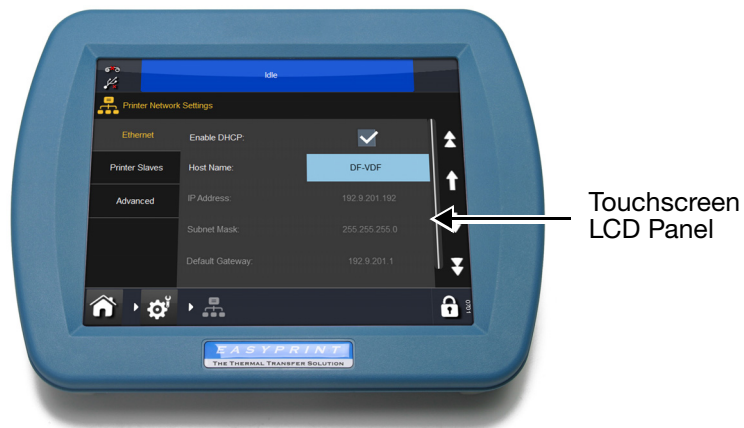 Idle
Printer Network Settings
Ethernet
Enable DHCP:
Printer Slaves
Host Name:
DF-VDF
Advanced
IP Address:
192.9.201.192
Subnet Mask:
255.255.255.0
Default Gateway:
192.9.201.1
0701
EASYPRINT
THE THERMAL TRANSFER SOLUTION
Touchscreen
LCD Panel